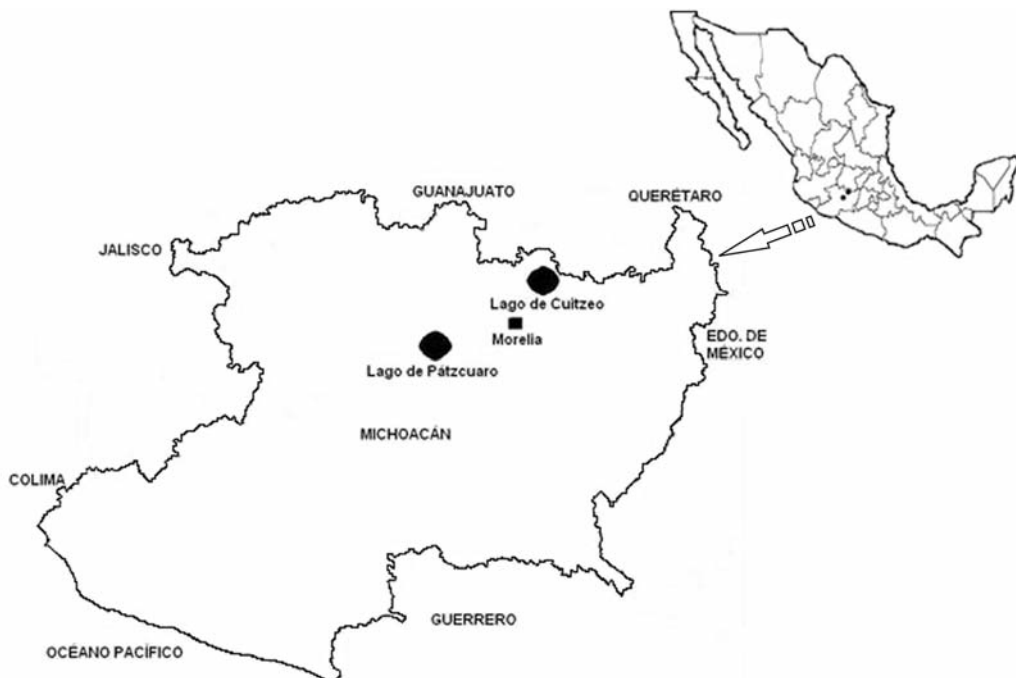 GUANAJUATO
QUERÉTARO
JALISCO
Lago de Cuitzeo
Morelia
EDO. DE
MÉXICO
Lago de Pátzcuaro
MICHOACÁN
COLIMA
GUERRERO
OCÉANO PACÍFICO